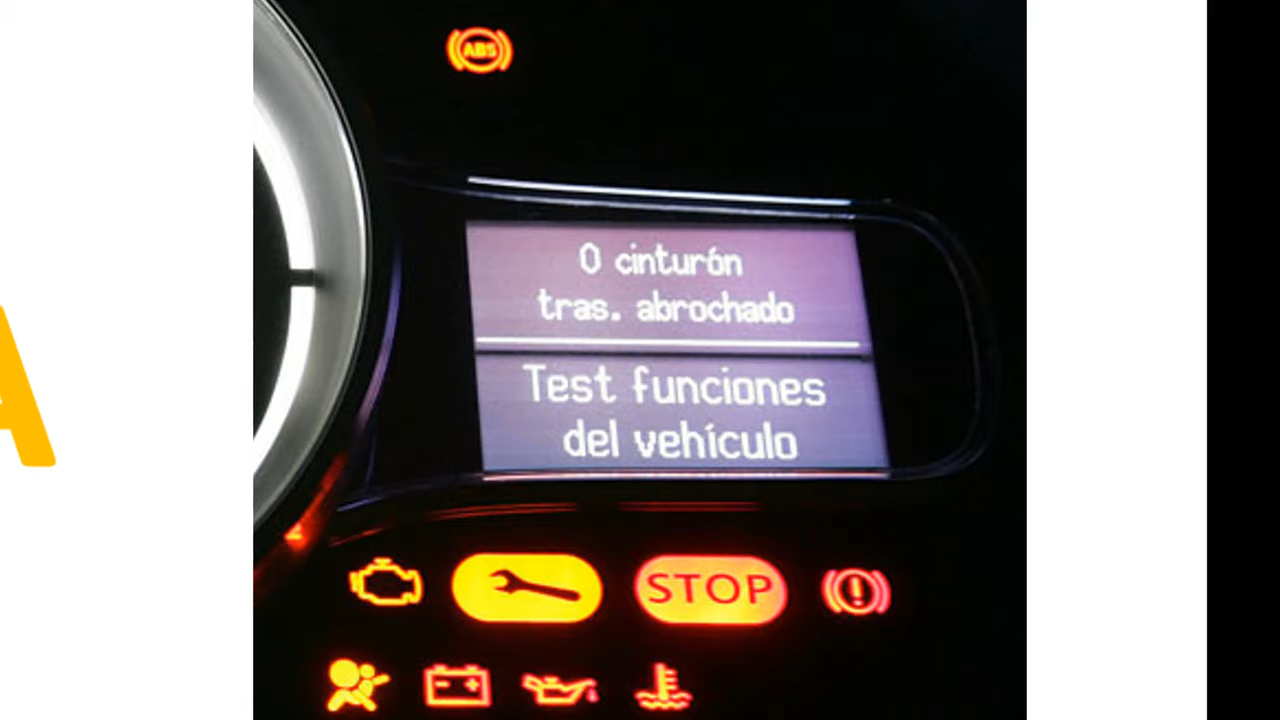 ABS
0 cinturón
tras. abrochado
Test funciones
del vehículo
STOP
A